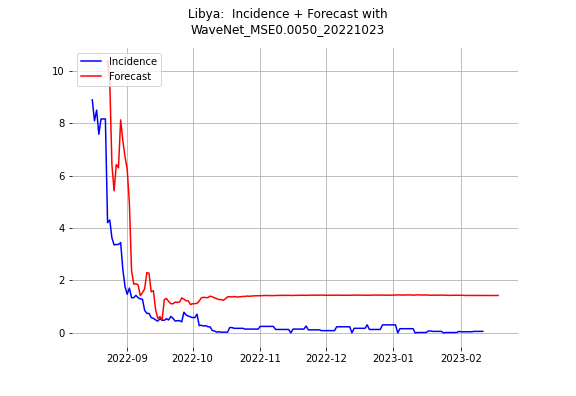 Libya:  Incidence + Forecast with
WaveNet_MSE0.0050_20221023
Incidence
Forecast
10
8
6
4
2
0
2022-09 2022-10 2022-11 2022-12 2023-01 2023-02